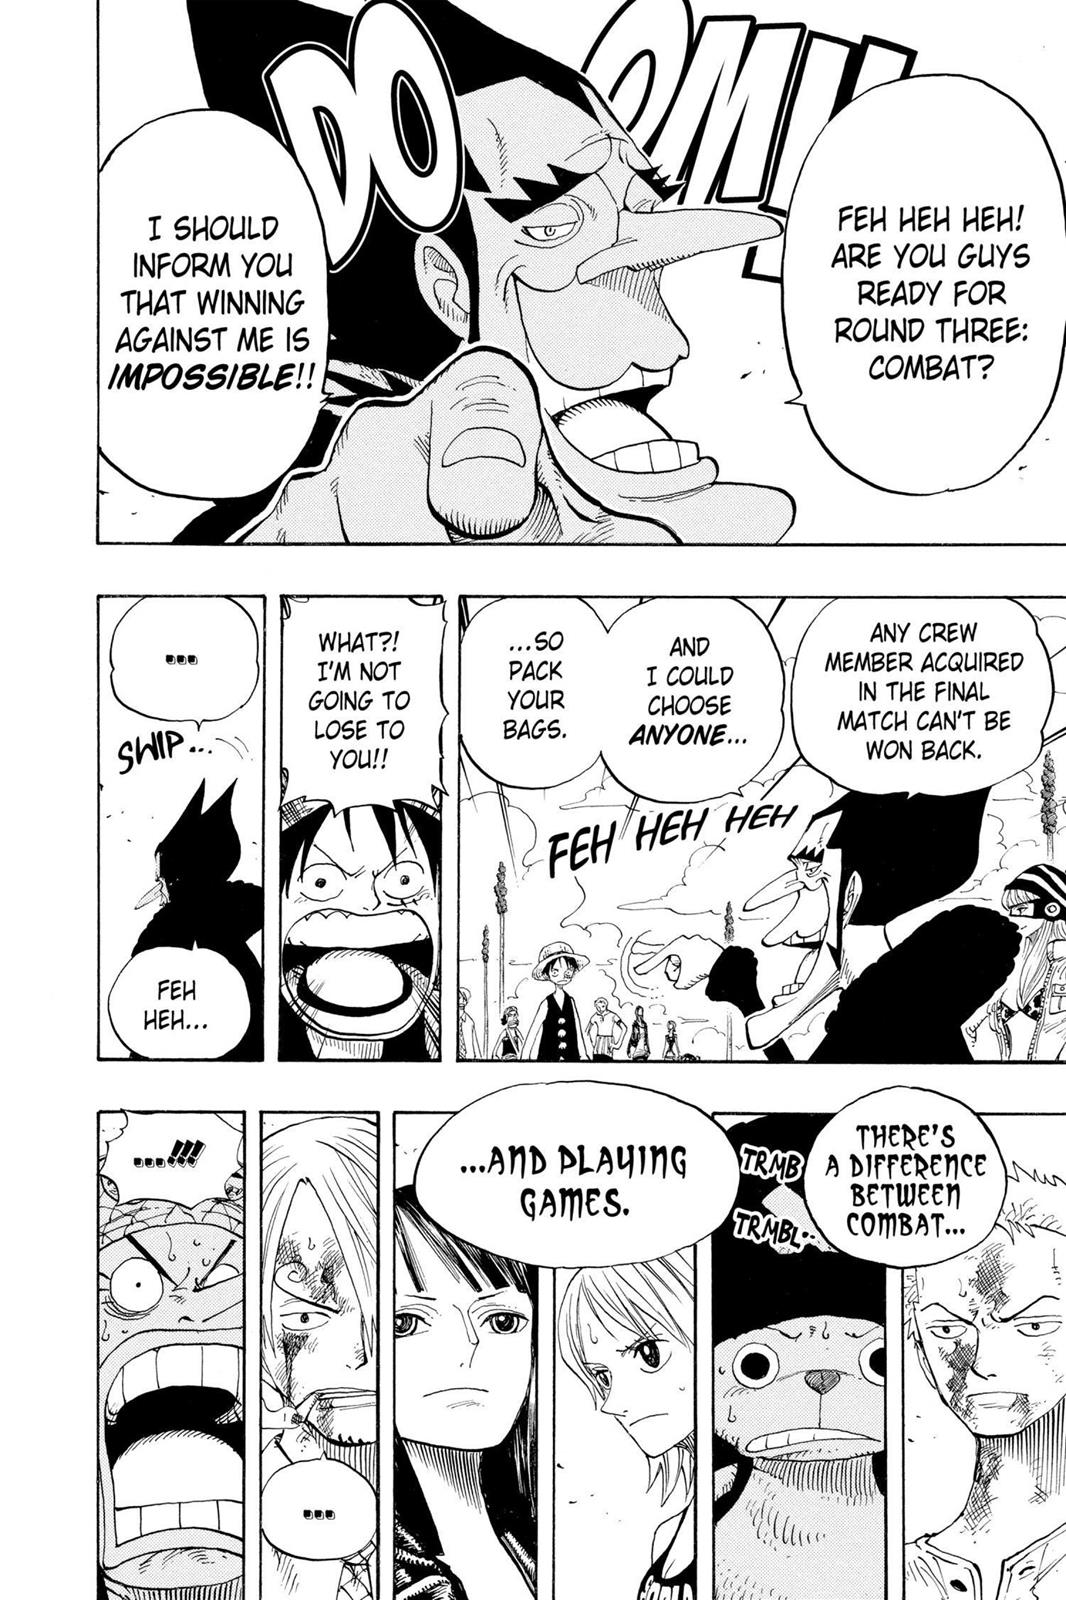 DO
OMM
FEH HEH HEH!
ARE YOU GUYS
READY FOR
ROUND THREE:
COMBAT?
I SHOULD
INFORM YOU
THAT WINNING
AGAINST ME IS
IMPOSSIBLE!!
ANY CREW
MEMBER ACQUIRED
IN THE FINAL
MATCH CAN'T BE
WON BACK.
AND
I COULD
CHOOSE
ANYONE...
...SO
PACK
YOUR
BAGS.
FEH HEH HEH
WHAT?!
I'M NOT
GOING TO
LOSE TO
YOU!!
...
SWIP...
FEH
HEH...
THERE'S
A DIFFERENCE
BETWEEN
COMBAT...
TRMB
TRMBL..
...AND PLAYING
GAMES.
...
....!!!